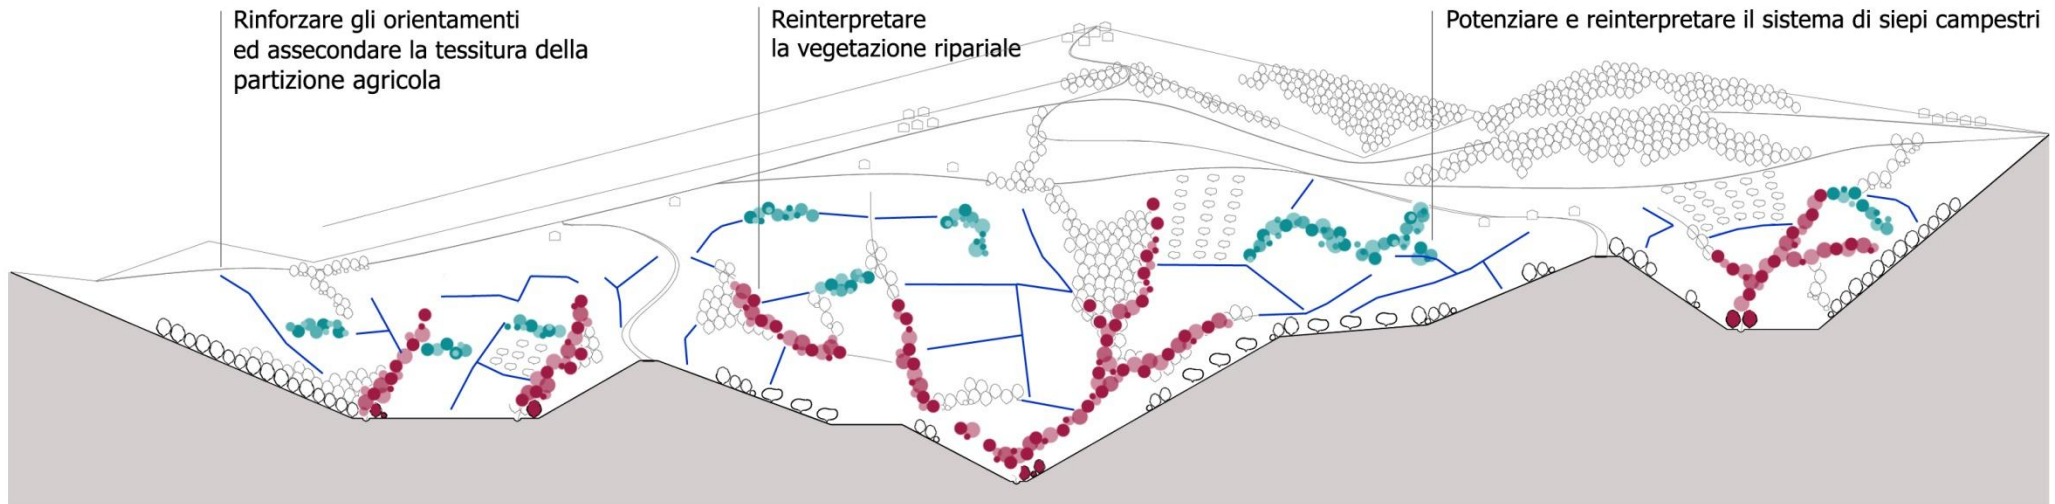 Rinforzare gli orientamenti
ed assecondare la tessitura della
partizione agricola
Reinterpretare
la vegetazione ripariale
Potenziare e reinterpretare il sistema di siepi campestri